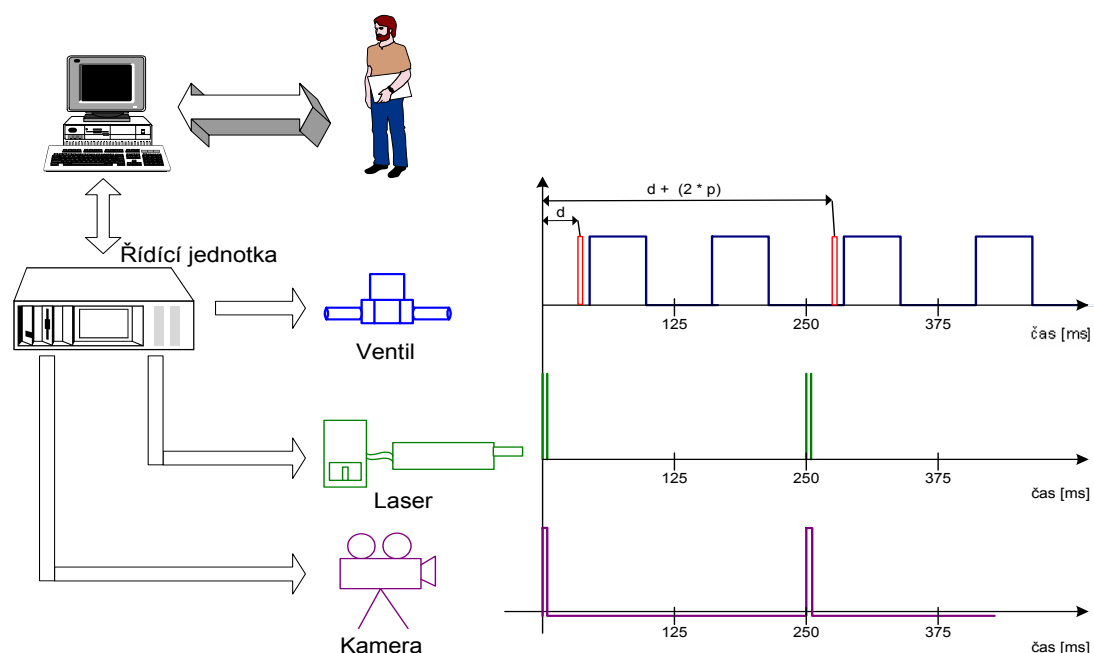 Řídící jednotka
Ventil
Laser
Kamera
d + (2 * p)
d
125
250
375
čas [ms]
125
250
375
čas [ms]
125
250
375
čas [ms]